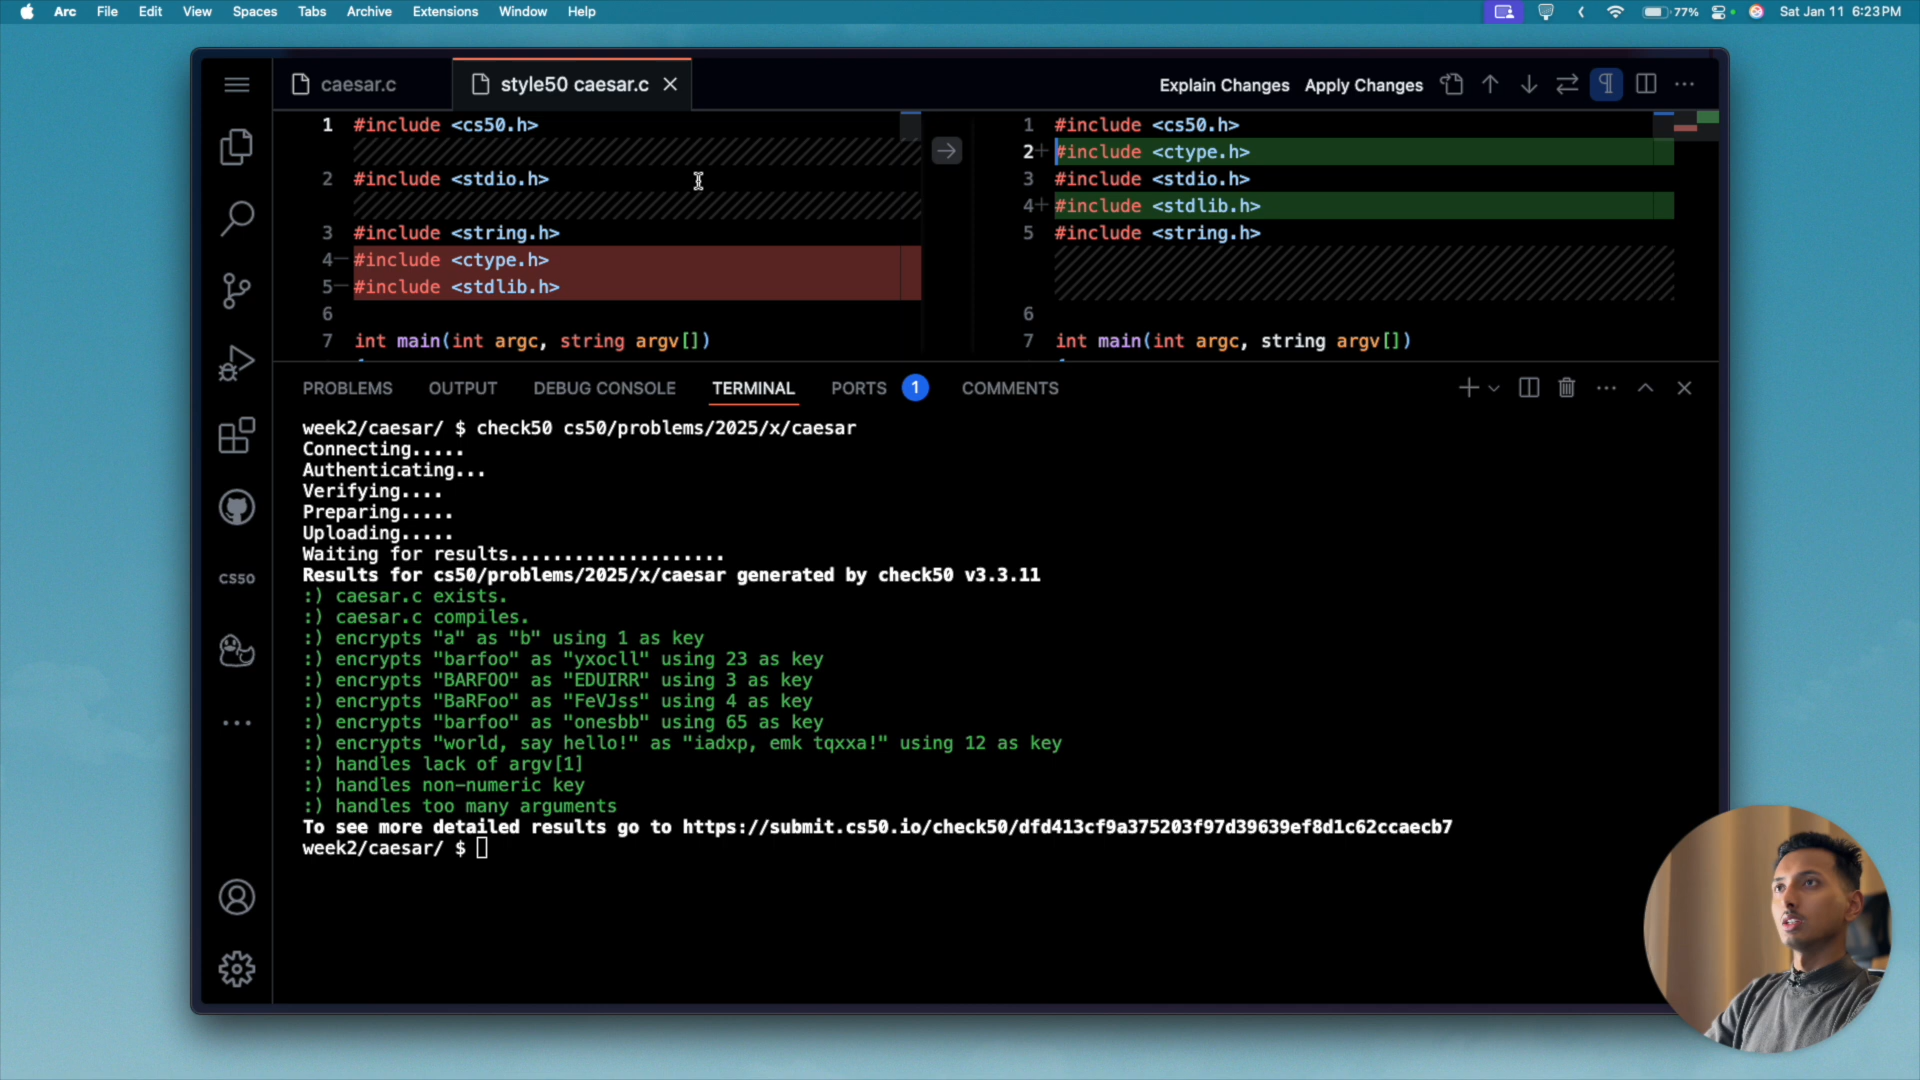 Arc File Edit View Spaces Tabs Archive Extensions Window Help
77% Sat Jan 11 6:23 PM
caesar.c
style50 caesar.c
Explain Changes Apply Changes
1 #include <cs50.h>
2 #include <stdio.h>
3 #include <string.h>
4 #include <ctype.h>
5 #include <stdlib.h>
6
7 int main(int argc, string argv[])
1 #include <cs50.h>
2+ #include <ctype.h>
3 #include <stdio.h>
4+ #include <stdlib.h>
5 #include <string.h>
6
7 int main(int argc, string argv[])
CS50
PROBLEMS OUTPUT DEBUG CONSOLE TERMINAL PORTS 1 COMMENTS
week2/caesar/ $ check50 cs50/problems/2025/x/caesar
Connecting.....
Authenticating...
Verifying....
Preparing.....
Uploading.....
Waiting for results....................
Results for cs50/problems/2025/x/caesar generated by check50 v3.3.11
:) caesar.c exists.
:) caesar.c compiles.
:) encrypts "a" as "b" using 1 as key
:) encrypts "barfoo" as "yxocll" using 23 as key
:) encrypts "BARFOO" as "EDUIRR" using 3 as key
:) encrypts "BaRFoo" as "FeVJss" using 4 as key
:) encrypts "barfoo" as "onesbb" using 65 as key
:) encrypts "world, say hello!" as "iadxp, emk tqxxa!" using 12 as key
:) handles lack of argv[1]
:) handles non-numeric key
:) handles too many arguments
To see more detailed results go to https://submit.cs50.io/check50/dfd413cf9a375203f97d39639ef8d1c62ccaecb7
week2/caesar/ $